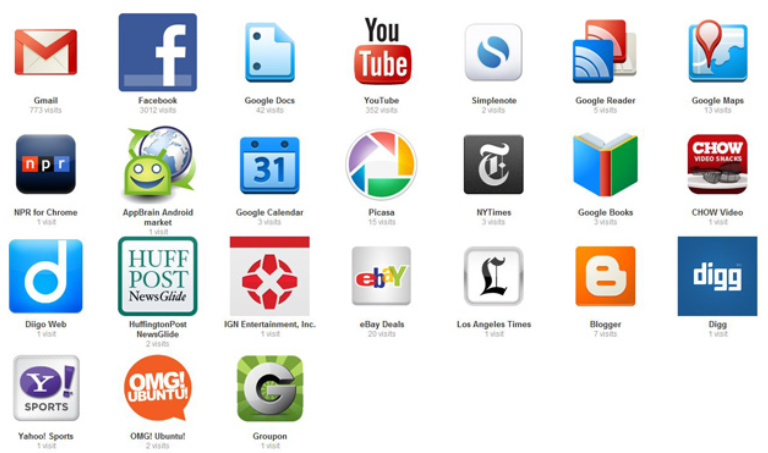 You
Tube
Gmail
773 visits
Facebook
3012 visits
Google Docs
42 visits
YouTube
352 visits
Simplenote
2 visits
Google Reader
5 visits
Google Maps
13 visits
npr
31
CHOW
VIDEO SNACKS
NPR for Chrome
1 visit
AppBrain Android
market
1 visit
Google Calendar
3 visits
Picasa
15 visits
NYTimes
3 visits
Google Books
3 visits
CHOW Video
1 visit
d
HUFF
POST
NewsGlide
ebaY
L
B
digg
Diigo Web
1 visit
HuffingtonPost
NewsGlide
2 visits
IGN Entertainment, Inc.
1 visit
eBay Deals
20 visits
Los Angeles Times
1 visit
Blogger
7 visits
Digg
1 visit
Y!
SPORTS
OMG!
UBUNTU!
G
Yahoo! Sports
1 visit
OMG! Ubuntu!
2 visits
Groupon
1 visit